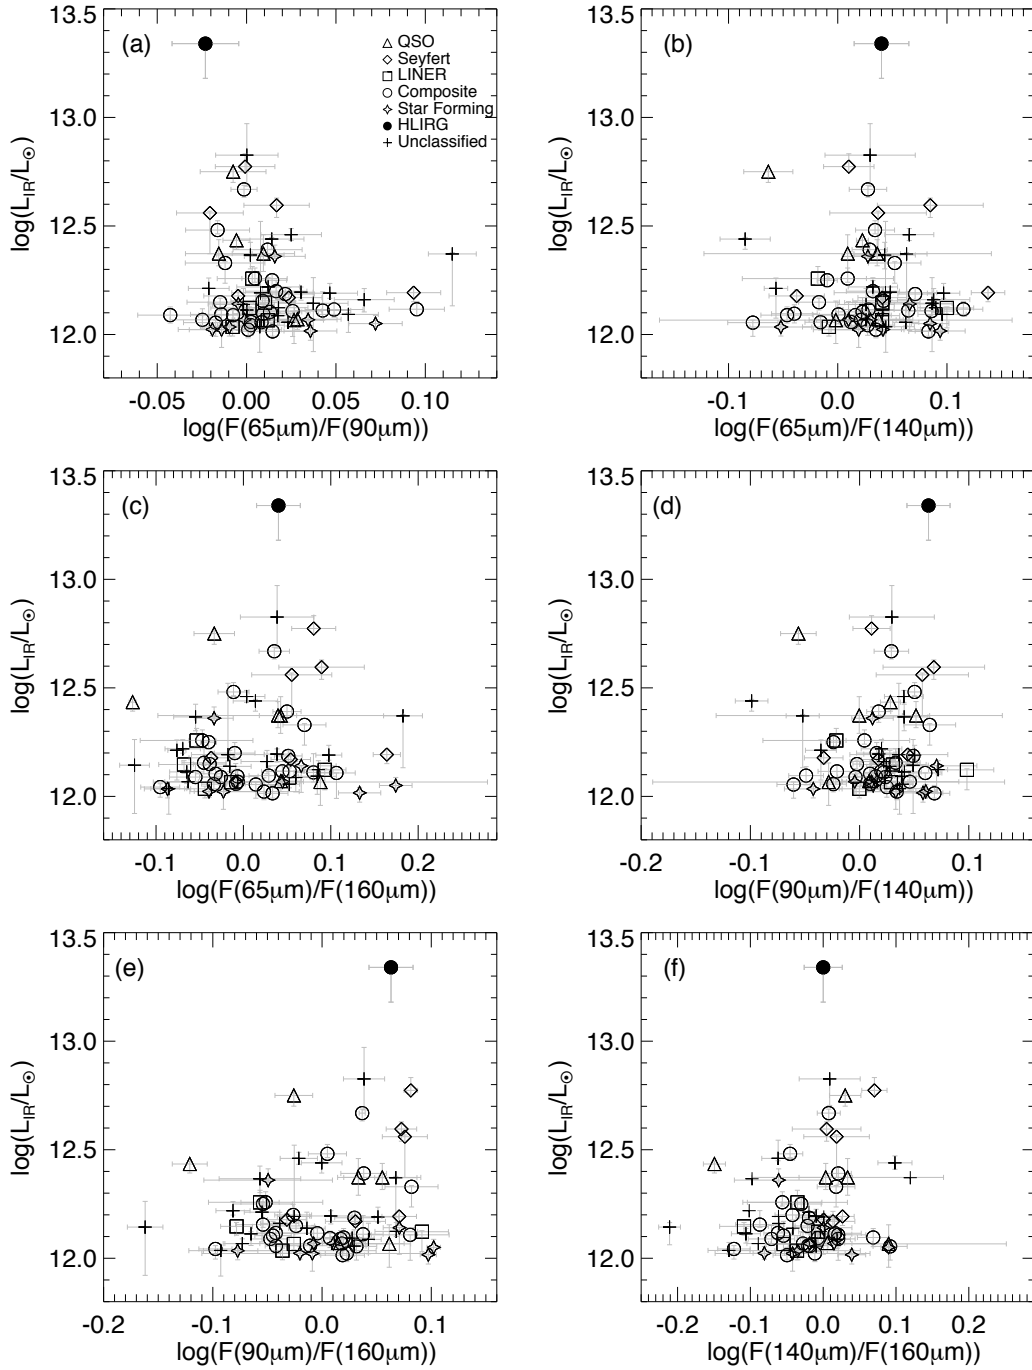 (a)
QSO
Seyfert
LINER
Composite
Star Forming
HLIRG
Unclassified
13.5
13.0
12.5
12.0
log(L_IR/L_☉)
-0.05 0.00 0.05 0.10
log(F(65μm)/F(90μm))
(b)
13.5
13.0
12.5
12.0
log(L_IR/L_☉)
-0.1 0.0 0.1
log(F(65μm)/F(140μm))
(c)
13.5
13.0
12.5
12.0
log(L_IR/L_☉)
-0.1 0.0 0.1 0.2
log(F(65μm)/F(160μm))
(d)
13.5
13.0
12.5
12.0
log(L_IR/L_☉)
-0.2 -0.1 0.0 0.1
log(F(90μm)/F(140μm))
(e)
13.5
13.0
12.5
12.0
log(L_IR/L_☉)
-0.2 -0.1 0.0 0.1
log(F(90μm)/F(160μm))
(f)
13.5
13.0
12.5
12.0
log(L_IR/L_☉)
-0.2 -0.1 0.0 0.1 0.2
log(F(140μm)/F(160μm))